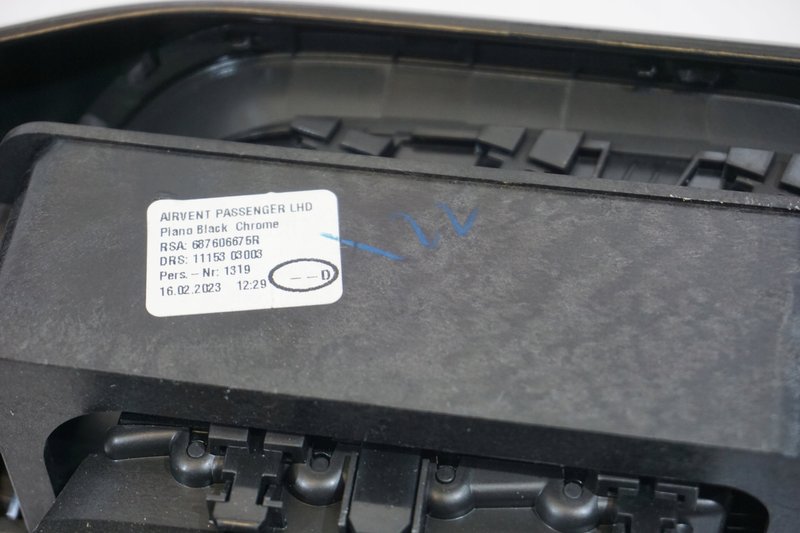 AIRVENT PASSENGER LHD
Piano Black Chrome
RSA: 687606675R
DRS: 11153 03003
Pers. – Nr: 1319
16.02.2023 12:29 – – D
22